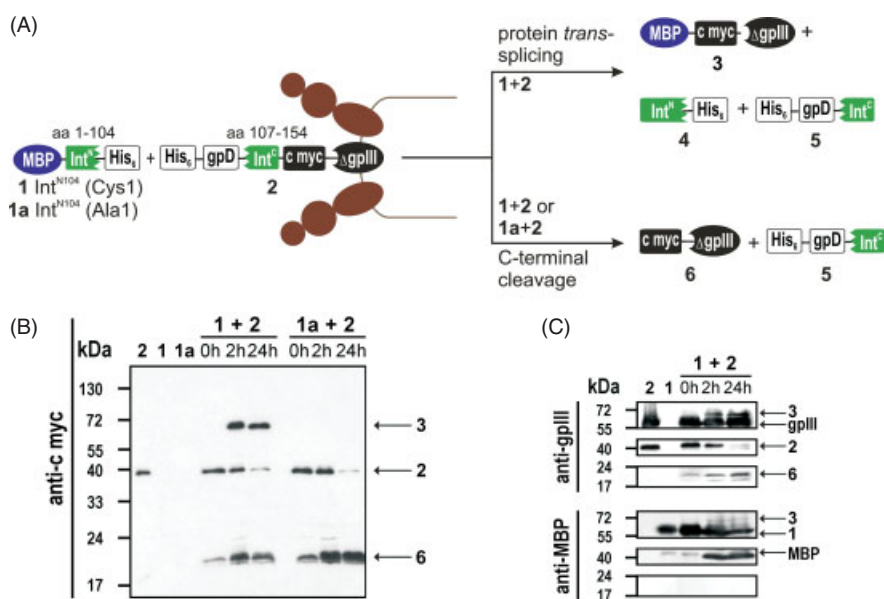 (A)
aa 1-104
aa 107-154
MBP Int^N His₆ + His₆ gpD Int^C c myc ΔgpIII
1 Int^N104 (Cys1)
2
1a Int^N104 (Ala1)
protein trans-
splicing
1+2
MBP c myc ΔgpIII +
3
Int^N His₆ + His₆ gpD Int^C
4 5
1+2 or
1a+2
C-terminal
cleavage
c myc ΔgpIII + His₆ gpD Int^C
6 5
(B)
anti-c myc
1 + 2 1a + 2
kDa 2 1 1a 0h 2h 24h 0h 2h 24h
130
72
55
40
33
24
17
3
2
6
(C)
1 + 2
kDa 2 1 0h 2h 24h
anti-gpIII
72
55
40
24
17
3
gpIII
2
6
anti-MBP
72
55
40
24
17
3
1
MBP